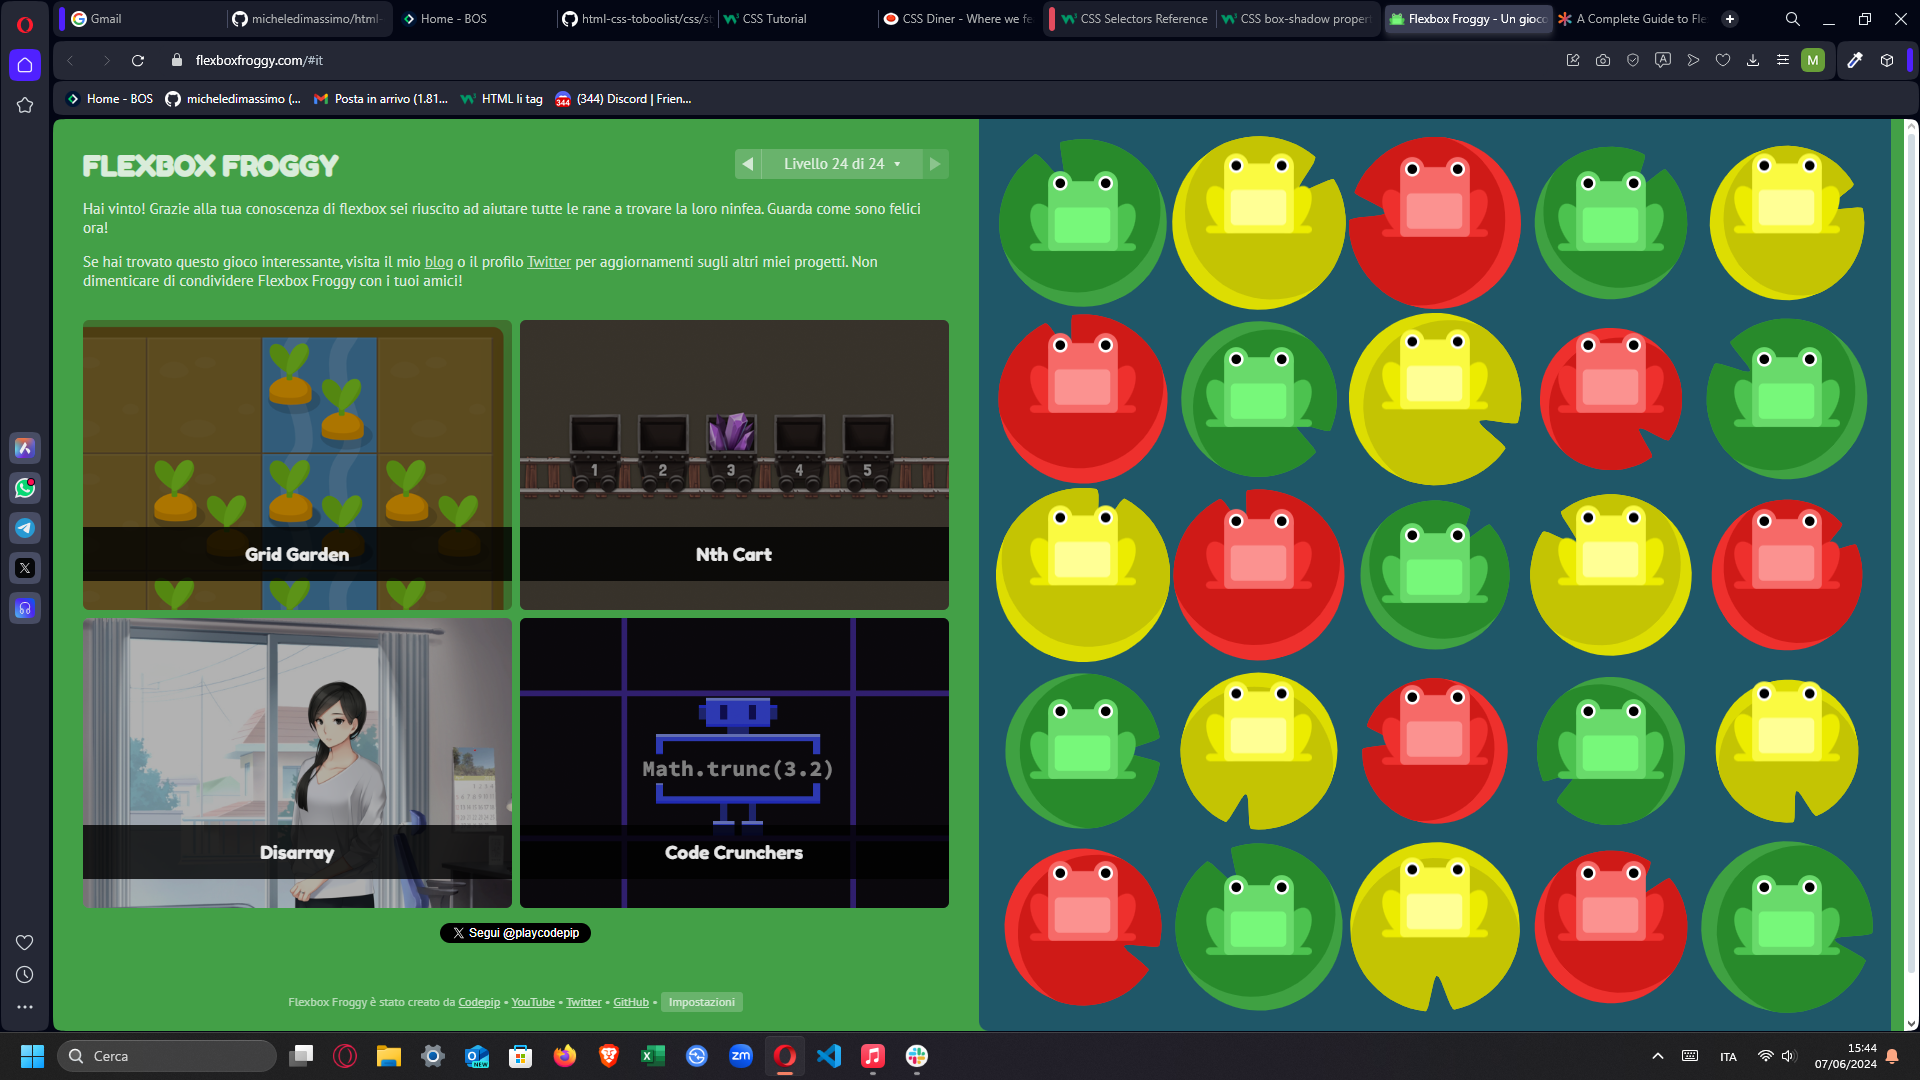 Gmail
micheledimassimo/html-
Home - BOS
html-css-toboolist/css/st
CSS Tutorial
CSS Diner - Where we fe
CSS Selectors Reference
CSS box-shadow proper
Flexbox Froggy - Un gioco
A Complete Guide to Fle
flexboxfroggy.com/#it
M
Home - BOS
micheledimassimo (...
Posta in arrivo (1.81...
HTML li tag
344
(344) Discord | Frien...
FLEXBOX FROGGY
Livello 24 di 24
Hai vinto! Grazie alla tua conoscenza di flexbox sei riuscito ad aiutare tutte le rane a trovare la loro ninfea. Guarda come sono felici
ora!
Se hai trovato questo gioco interessante, visita il mio blog o il profilo Twitter per aggiornamenti sugli altri miei progetti. Non
dimenticare di condividere Flexbox Froggy con i tuoi amici!
Grid Garden
1 2 3 4 5
Nth Cart
Disarray
Math.trunc(3.2)
Code Crunchers
Segui @playcodepip
Flexbox Froggy è stato creato da Codepip • YouTube • Twitter • GitHub • Impostazioni
Cerca
NEW
zm
ITA
15:44
07/06/2024